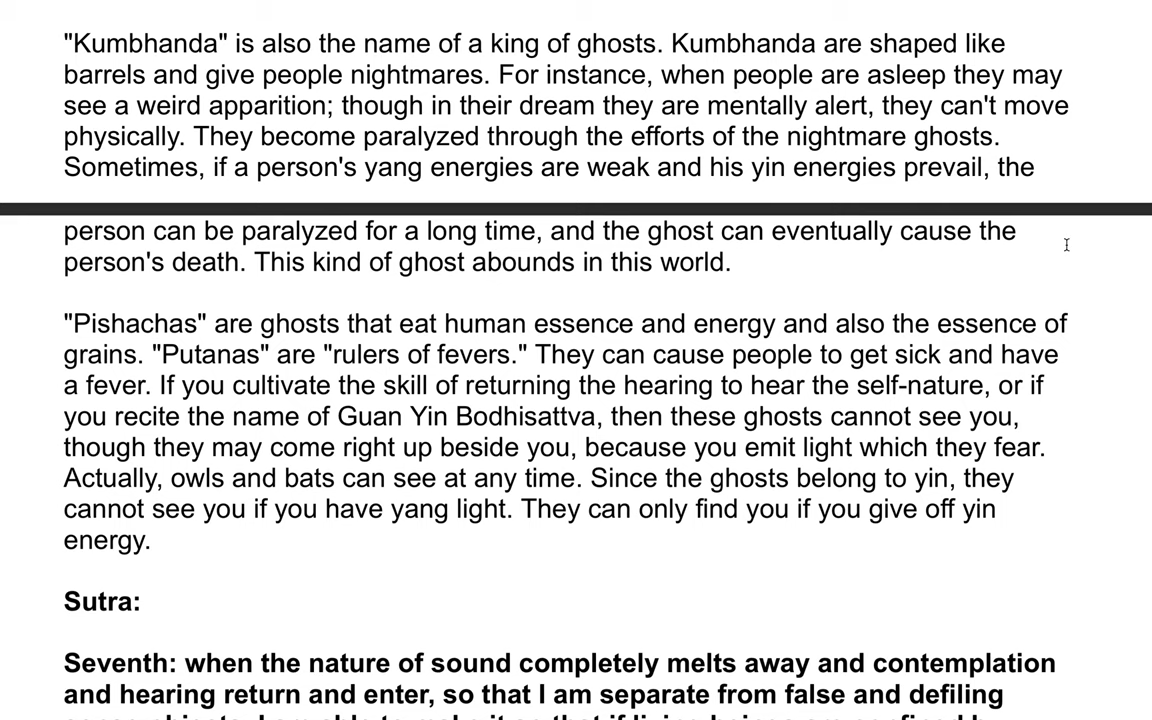 "Kumbhanda" is also the name of a king of ghosts. Kumbhanda are shaped like
barrels and give people nightmares. For instance, when people are asleep they may
see a weird apparition; though in their dream they are mentally alert, they can't move
physically. They become paralyzed through the efforts of the nightmare ghosts.
Sometimes, if a person's yang energies are weak and his yin energies prevail, the
person can be paralyzed for a long time, and the ghost can eventually cause the
person's death. This kind of ghost abounds in this world.
"Pishachas" are ghosts that eat human essence and energy and also the essence of
grains. "Putanas" are "rulers of fevers." They can cause people to get sick and have
a fever. If you cultivate the skill of returning the hearing to hear the self-nature, or if
you recite the name of Guan Yin Bodhisattva, then these ghosts cannot see you,
though they may come right up beside you, because you emit light which they fear.
Actually, owls and bats can see at any time. Since the ghosts belong to yin, they
cannot see you if you have yang light. They can only find you if you give off yin
energy.
Sutra:
Seventh: when the nature of sound completely melts away and contemplation
and hearing return and enter, so that I am separate from false and defiling